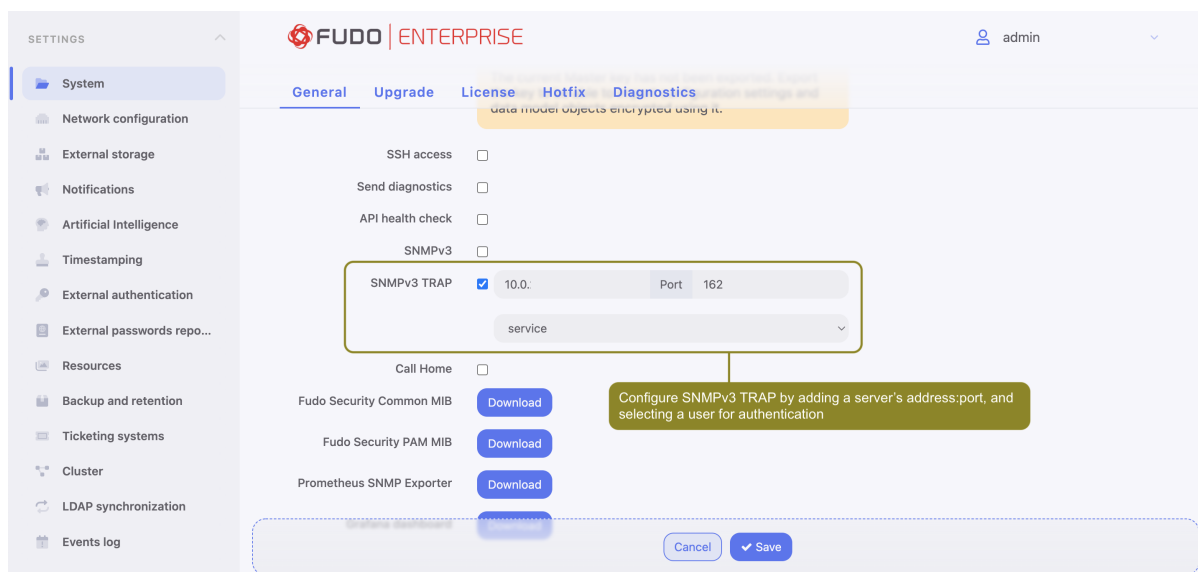 SETTINGS
System
Network configuration
External storage
Notifications
Artificial Intelligence
Timestamping
External authentication
External passwords repo...
Resources
Backup and retention
Ticketing systems
Cluster
LDAP synchronization
Events log
FUDO ENTERPRISE
admin
General Upgrade License Hotfix Diagnostics
data model objects encrypted using it.
SSH access
Send diagnostics
API health check
SNMPv3
SNMPv3 TRAP 10.0. Port 162
service
Call Home
Fudo Security Common MIB Download
Fudo Security PAM MIB Download
Prometheus SNMP Exporter Download
Grafana dashboard Download
Configure SNMPv3 TRAP by adding a server's address:port, and
selecting a user for authentication
Cancel Save